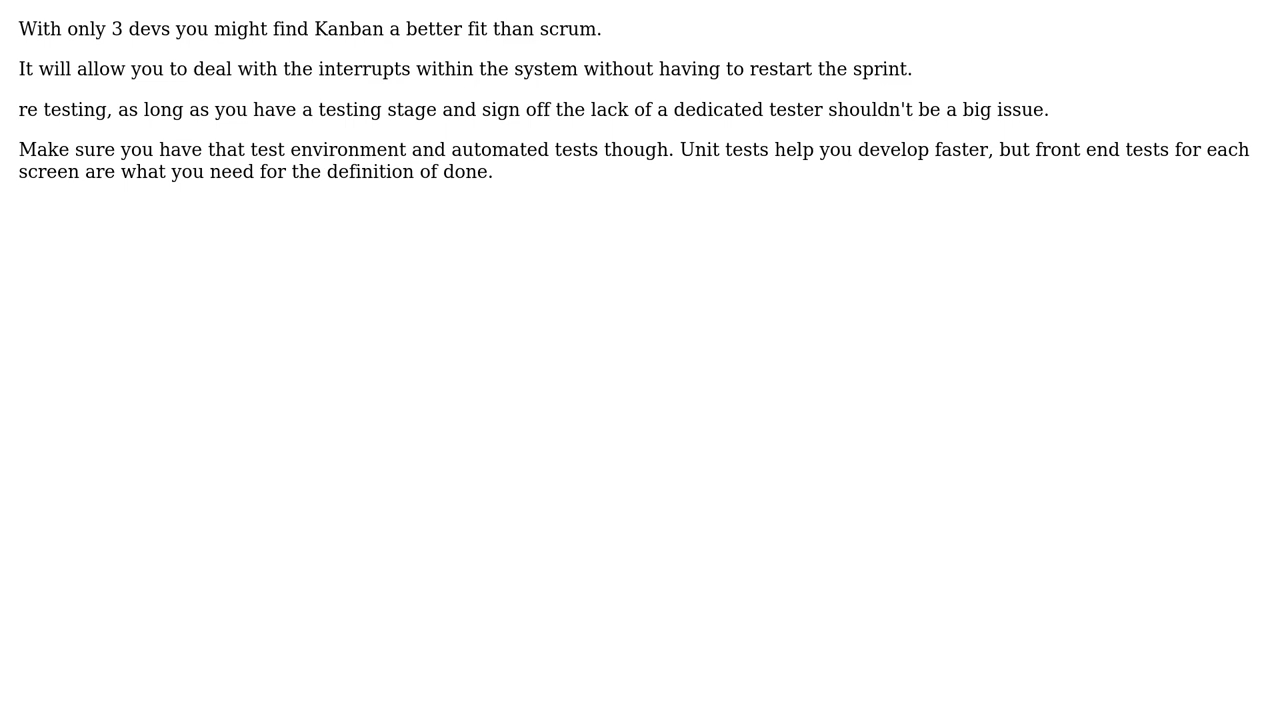 With only 3 devs you might find Kanban a better fit than scrum.
It will allow you to deal with the interrupts within the system without having to restart the sprint.
re testing, as long as you have a testing stage and sign off the lack of a dedicated tester shouldn't be a big issue.
Make sure you have that test environment and automated tests though. Unit tests help you develop faster, but front end tests for each
screen are what you need for the definition of done.